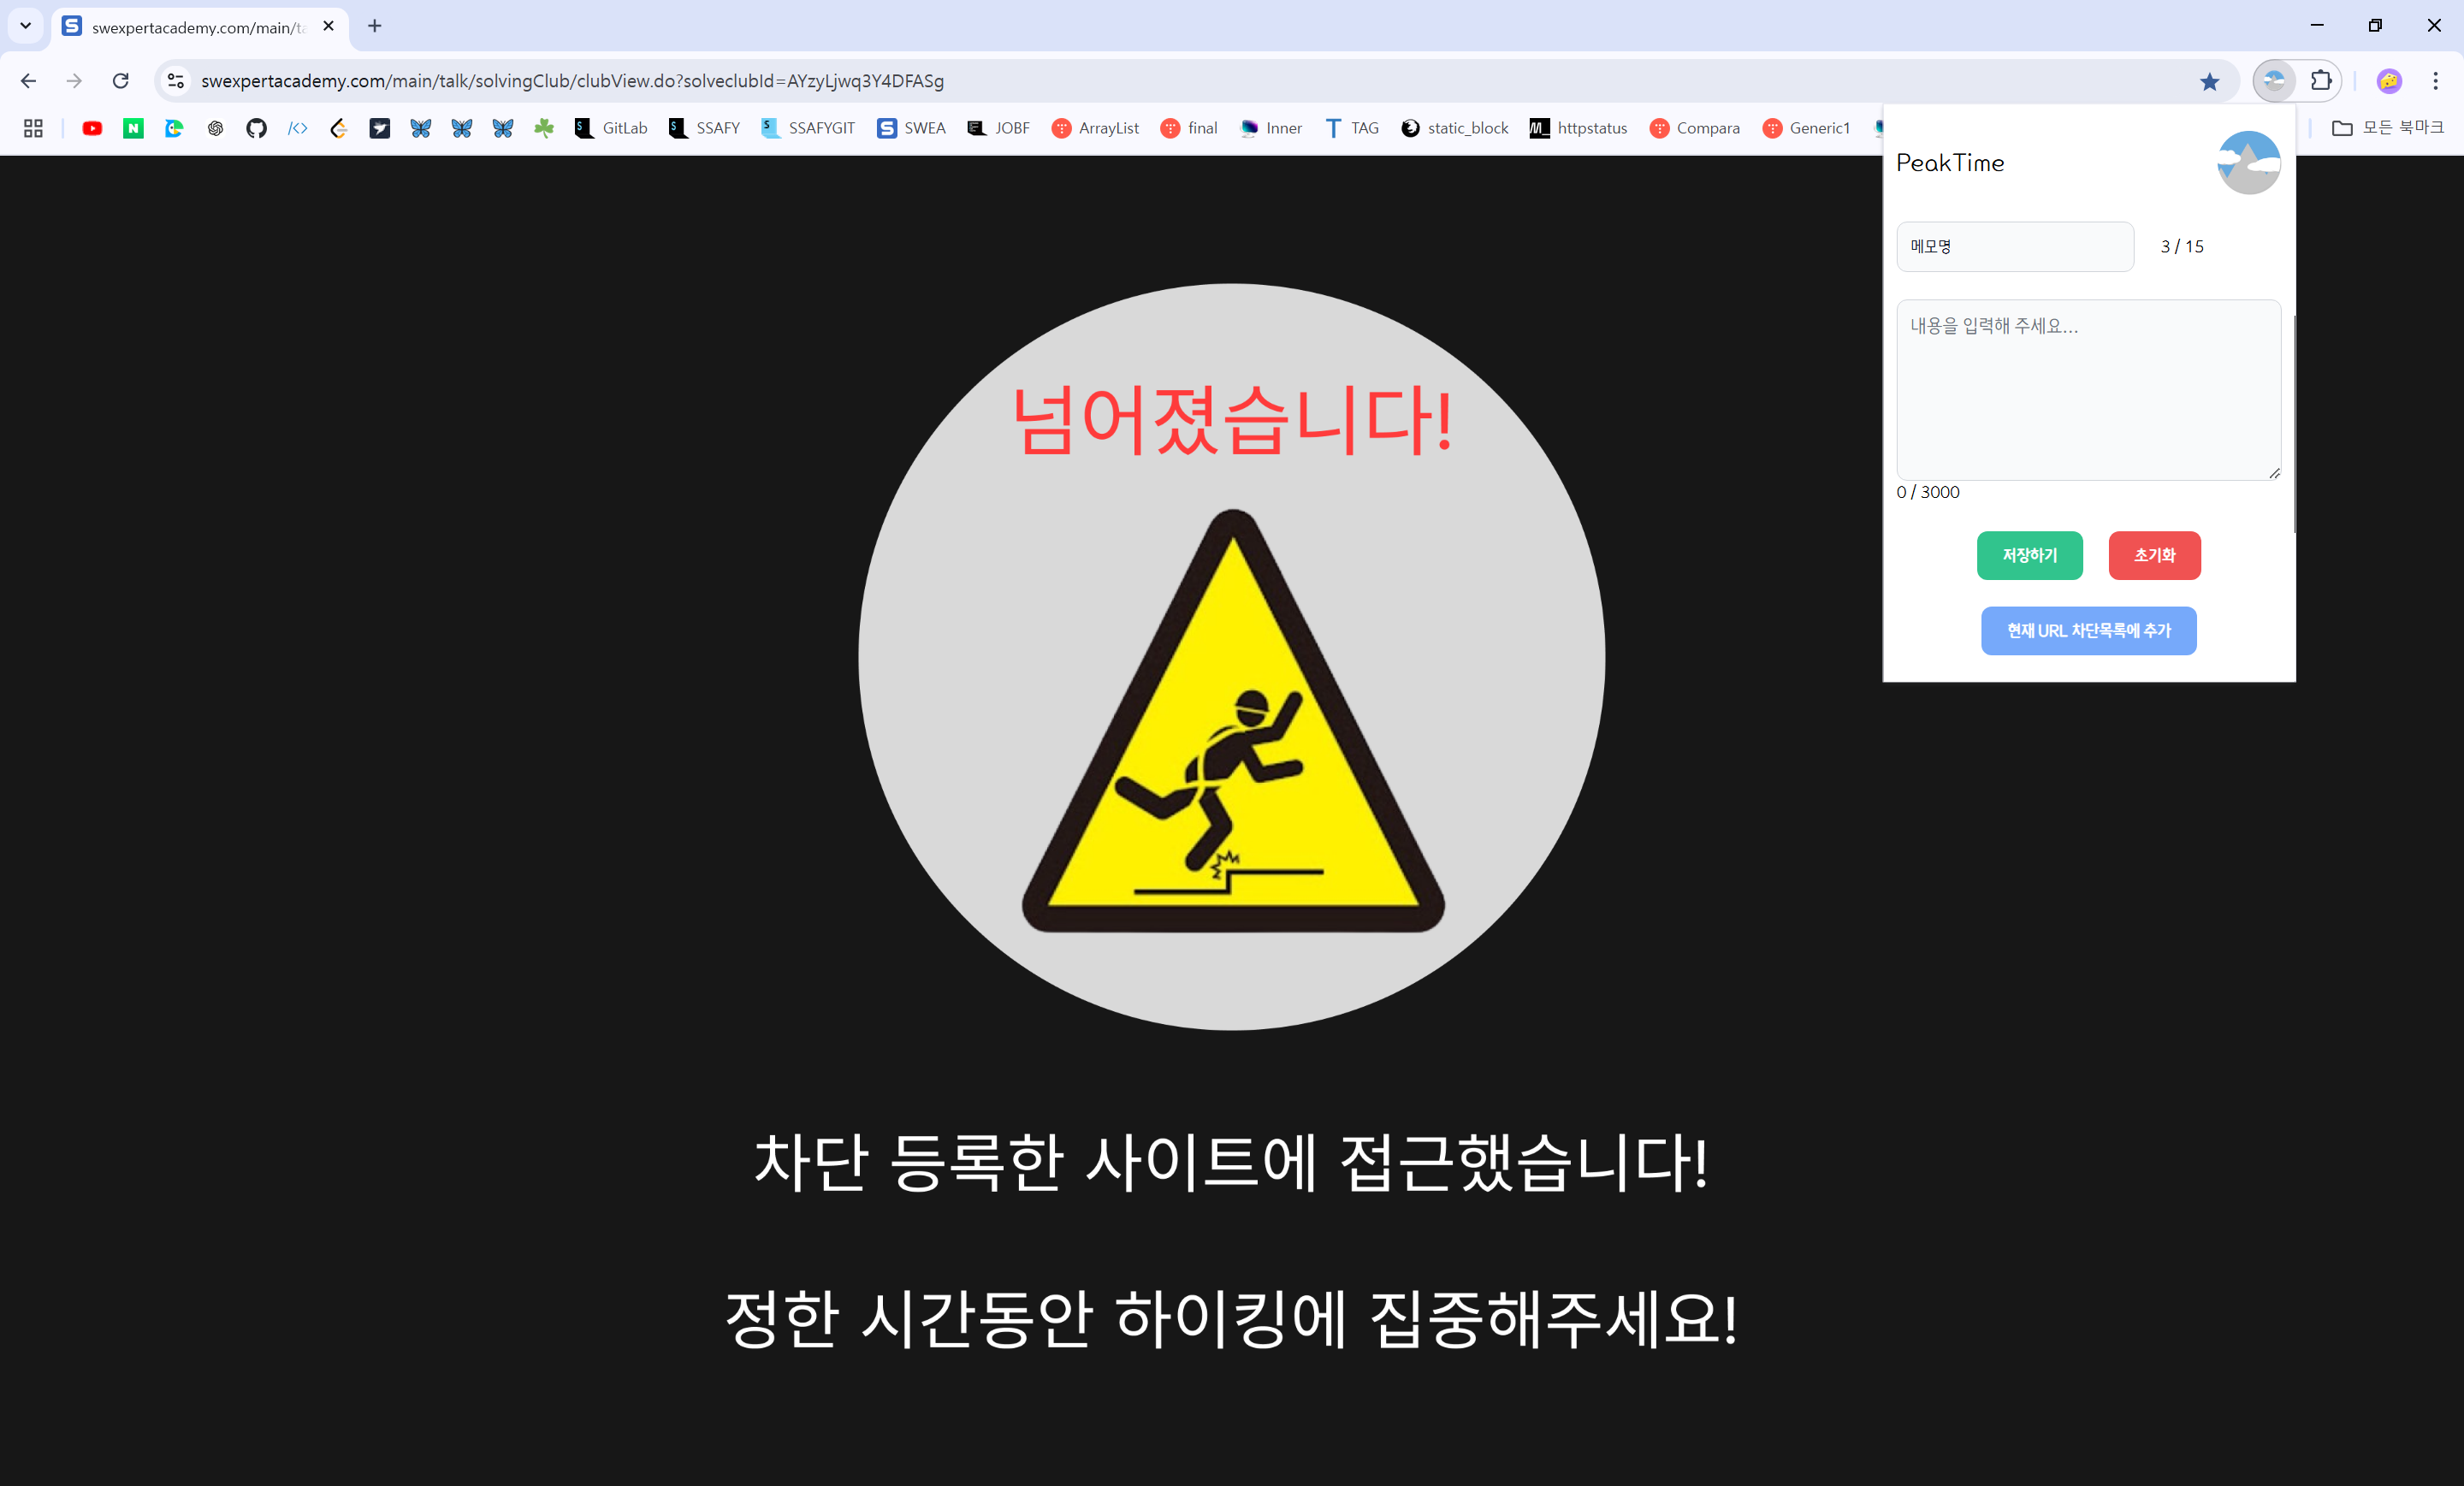 swexpertacademy.com/main/ta
swexpertacademy.com/main/talk/solvingClub/clubView.do?solveclubId=AYzyLjwq3Y4DFASg
GitLab SSAFY SSAFYGIT SWEA JOBF ArrayList final Inner TAG static_block httpstatus Compara Generic1 모든 북마크
PeakTime
메모명 3 / 15
내용을 입력해 주세요...
0 / 3000
저장하기 초기화
현재 URL 차단목록에 추가
넘어졌습니다!
차단 등록한 사이트에 접근했습니다!
정한 시간동안 하이킹에 집중해주세요!